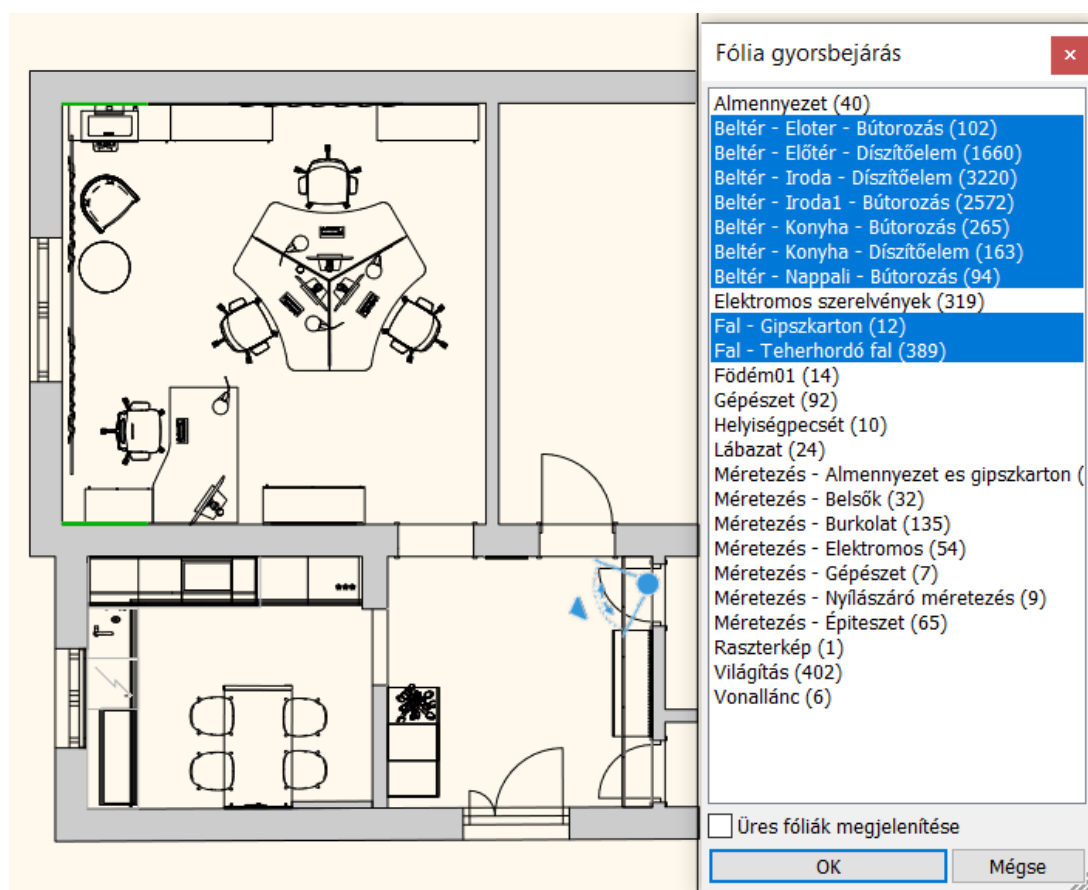 Fólia gyorsbejárás
Almennyezet (40)
Beltér - Eloter - Bútorozás (102)
Beltér - Előtér - Díszítőelem (1660)
Beltér - Iroda - Díszítőelem (3220)
Beltér - Iroda1 - Bútorozás (2572)
Beltér - Konyha - Bútorozás (265)
Beltér - Konyha - Díszítőelem (163)
Beltér - Nappali - Bútorozás (94)
Elektromos szerelvények (319)
Fal - Gipszkarton (12)
Fal - Teherhordó fal (389)
Födém01 (14)
Gépészet (92)
Helyiségpecsét (10)
Lábazat (24)
Méretezés - Almennyezet es gipszkarton (
Méretezés - Belsők (32)
Méretezés - Burkolat (135)
Méretezés - Elektromos (54)
Méretezés - Gépészet (7)
Méretezés - Nyílászáró méretezés (9)
Méretezés - Épiteszet (65)
Raszterkép (1)
Világítás (402)
Vonallánc (6)
Üres fóliák megjelenítése
OK Mégse